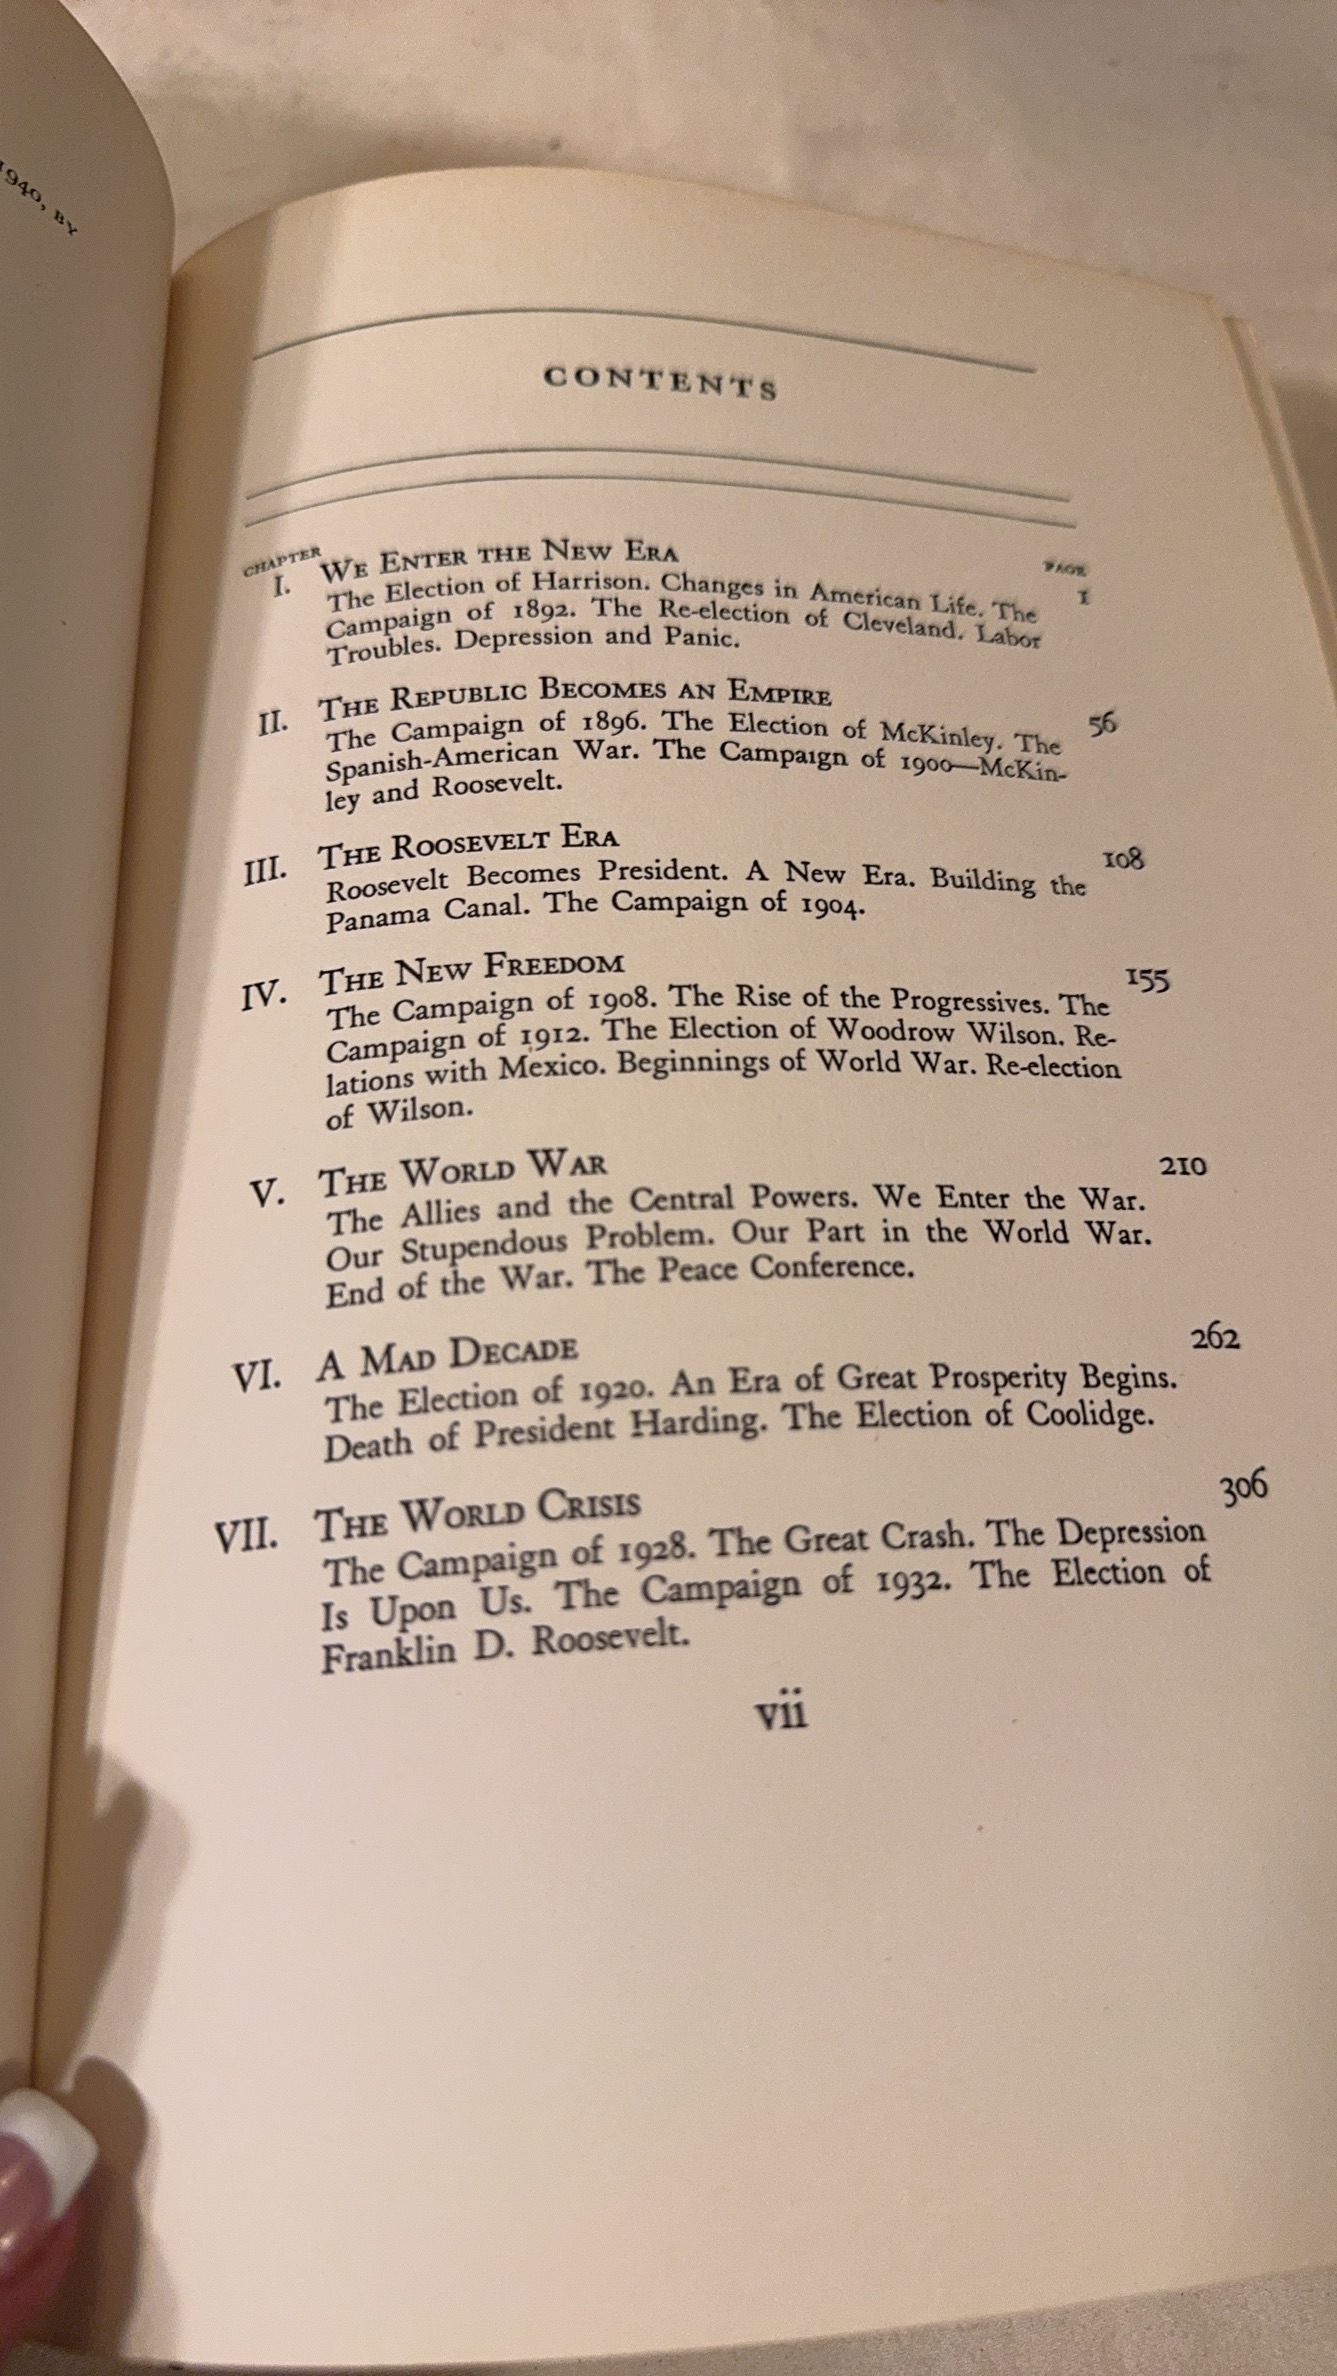 1940, BY
CONTENTS
CHAPTER
PAGE
I. WE ENTER THE NEW ERA 1
The Election of Harrison. Changes in American Life. The
Campaign of 1892. The Re-election of Cleveland. Labor
Troubles. Depression and Panic.
II. THE REPUBLIC BECOMES AN EMPIRE 56
The Campaign of 1896. The Election of McKinley. The
Spanish-American War. The Campaign of 1900—McKin-
ley and Roosevelt.
III. THE ROOSEVELT ERA 108
Roosevelt Becomes President. A New Era. Building the
Panama Canal. The Campaign of 1904.
IV. THE NEW FREEDOM 155
The Campaign of 1908. The Rise of the Progressives. The
Campaign of 1912. The Election of Woodrow Wilson. Re-
lations with Mexico. Beginnings of World War. Re-election
of Wilson.
V. THE WORLD WAR 210
The Allies and the Central Powers. We Enter the War.
Our Stupendous Problem. Our Part in the World War.
End of the War. The Peace Conference.
VI. A MAD DECADE 262
The Election of 1920. An Era of Great Prosperity Begins.
Death of President Harding. The Election of Coolidge.
VII. THE WORLD CRISIS 306
The Campaign of 1928. The Great Crash. The Depression
Is Upon Us. The Campaign of 1932. The Election of
Franklin D. Roosevelt.
vii